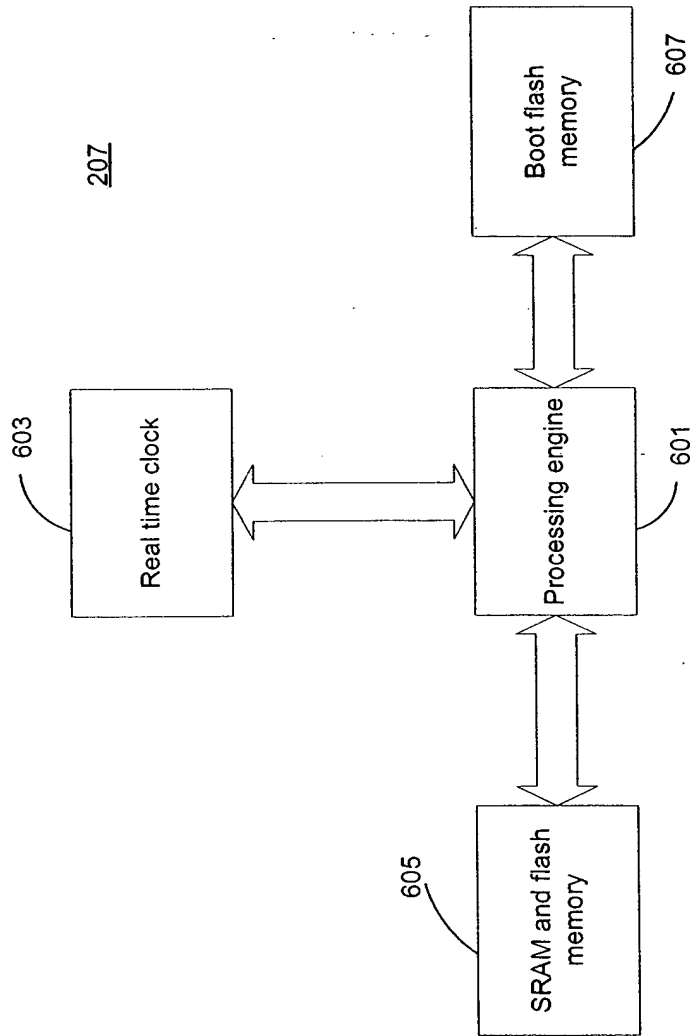 207
603
Real time clock
605
SRAM and flash
memory
Processing engine
601
Boot flash
memory
607